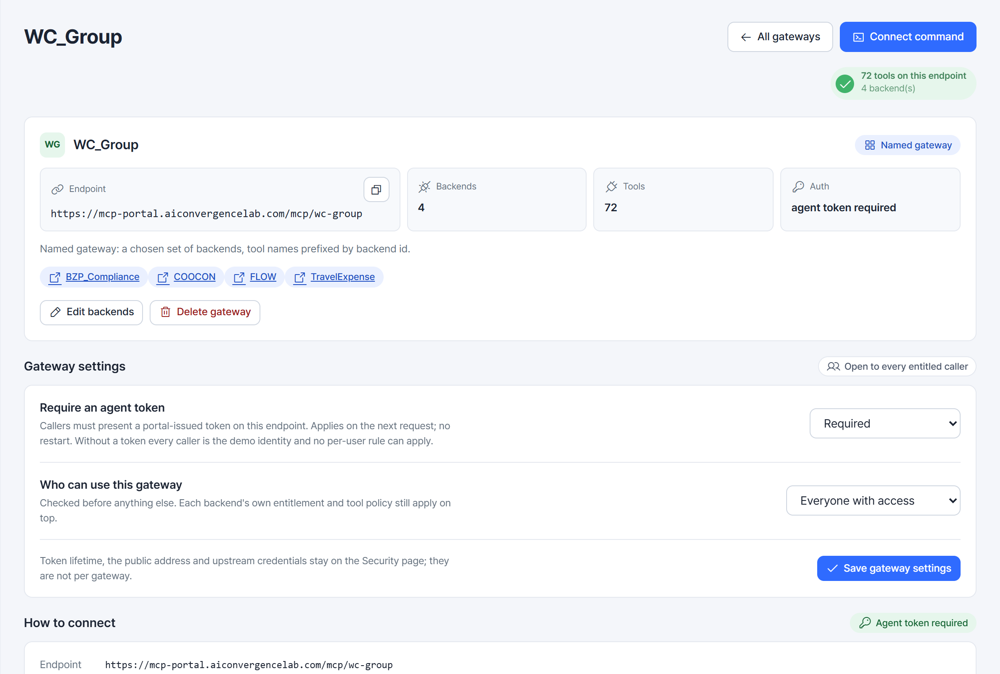 WC_Group
All gateways
Connect command
72 tools on this endpoint
4 backend(s)
WG
WC_Group
Named gateway
Endpoint
https://mcp-portal.aiconvergencelab.com/mcp/wc-group
Backends
4
Tools
72
Auth
agent token required
Named gateway: a chosen set of backends, tool names prefixed by backend id.
BZP_Compliance
COOCON
FLOW
TravelExpense
Edit backends
Delete gateway
Gateway settings
Open to every entitled caller
Require an agent token
Callers must present a portal-issued token on this endpoint. Applies on the next request; no
restart. Without a token every caller is the demo identity and no per-user rule can apply.
Required
Who can use this gateway
Checked before anything else. Each backend's own entitlement and tool policy still apply on
top.
Everyone with access
Token lifetime, the public address and upstream credentials stay on the Security page; they
are not per gateway.
Save gateway settings
How to connect
Agent token required
Endpoint
https://mcp-portal.aiconvergencelab.com/mcp/wc-group